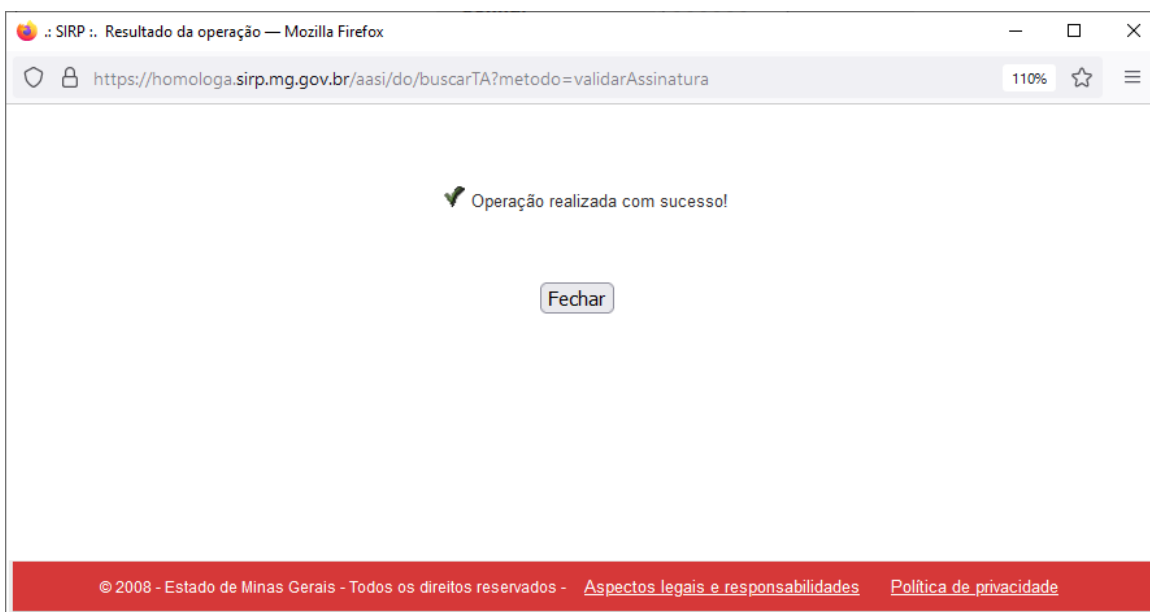 .: SIRP :. Resultado da operação — Mozilla Firefox
https://homologa.sirp.mg.gov.br/aasi/do/buscarTA?metodo=validarAssinatura 110%
Operação realizada com sucesso!
Fechar
© 2008 - Estado de Minas Gerais - Todos os direitos reservados - Aspectos legais e responsabilidades Política de privacidade